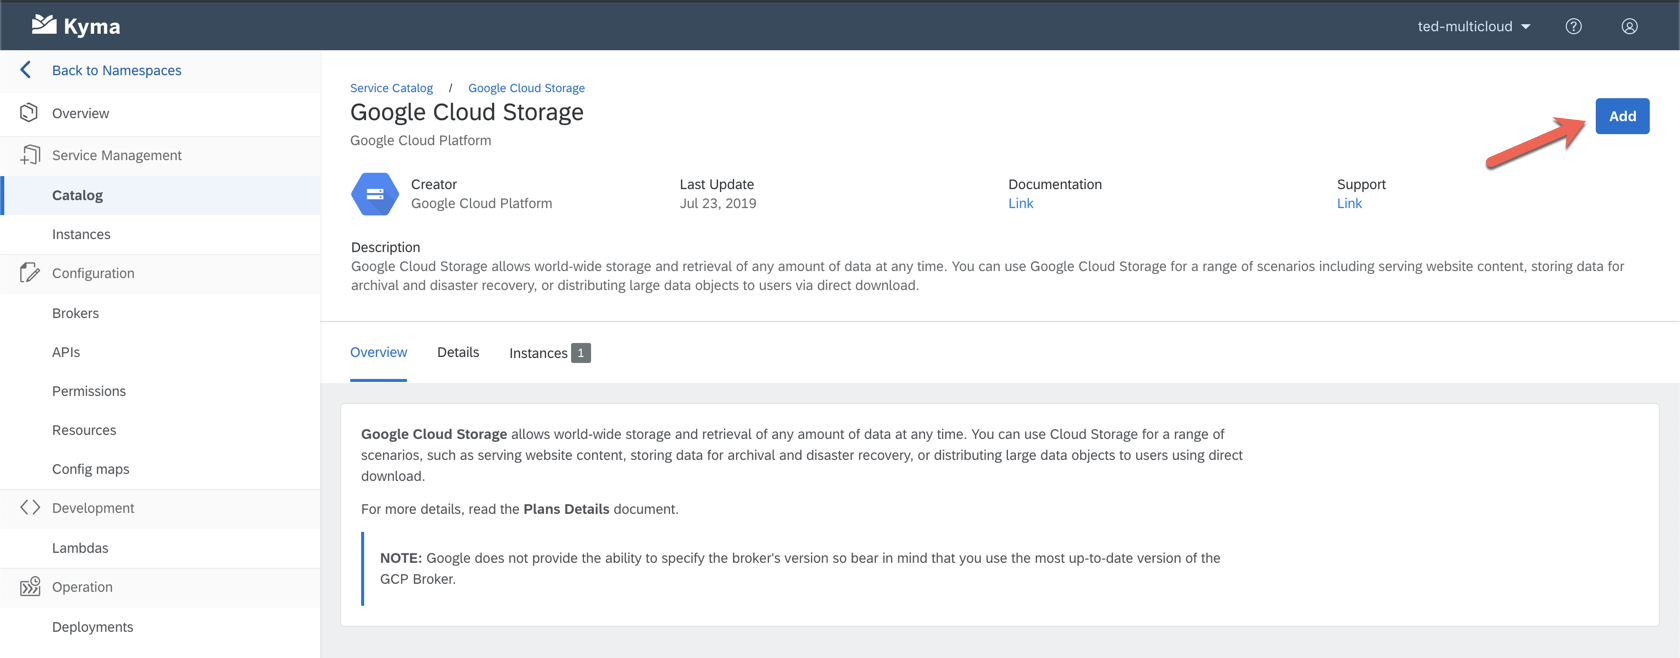 Kyma
ted-multicloud
Back to Namespaces
Overview
Service Management
Catalog
Instances
Configuration
Brokers
APIs
Permissions
Resources
Config maps
Development
Lambdas
Operation
Deployments
Service Catalog / Google Cloud Storage
Google Cloud Storage
Google Cloud Platform
Add
Creator
Google Cloud Platform
Last Update
Jul 23, 2019
Documentation
Link
Support
Link
Description
Google Cloud Storage allows world-wide storage and retrieval of any amount of data at any time. You can use Google Cloud Storage for a range of scenarios including serving website content, storing data for
archival and disaster recovery, or distributing large data objects to users via direct download.
Overview Details Instances 1
Google Cloud Storage allows world-wide storage and retrieval of any amount of data at any time. You can use Cloud Storage for a range of
scenarios, such as serving website content, storing data for archival and disaster recovery, or distributing large data objects to users using direct
download.
For more details, read the Plans Details document.
NOTE: Google does not provide the ability to specify the broker's version so bear in mind that you use the most up-to-date version of the
GCP Broker.